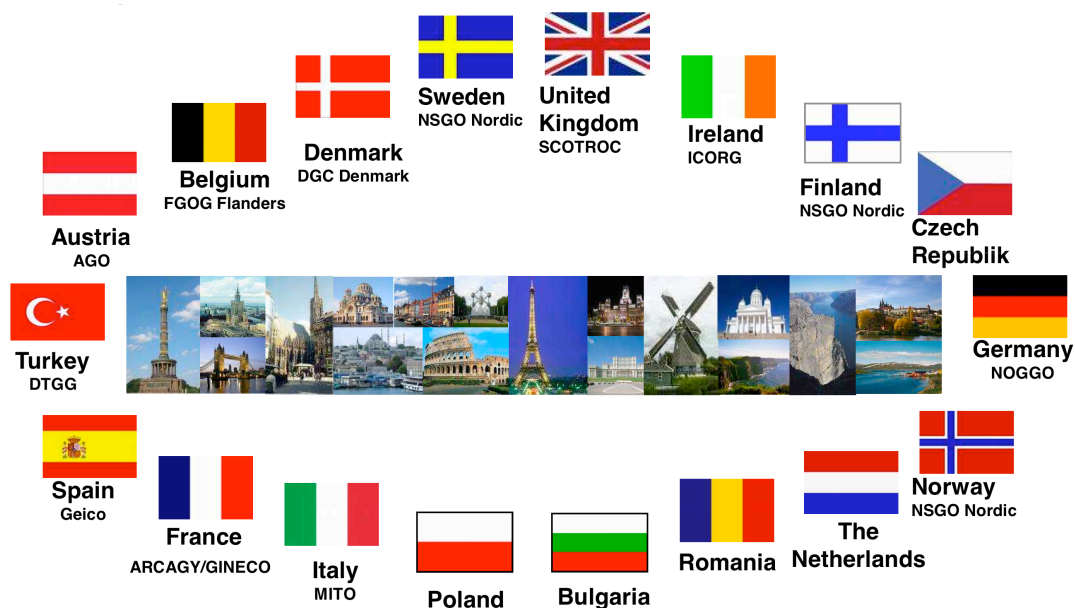 Sweden
NSGO Nordic
United
Kingdom
SCOTROC
Ireland
ICORG
Denmark
DGC Denmark
Belgium
FGOG Flanders
Finland
NSGO Nordic
Austria
AGO
Czech
Republik
Turkey
DTGG
Germany
NOGGO
Spain
Geico
France
ARCAGY/GINECO
Italy
MITO
Poland
Bulgaria
Romania
The
Netherlands
Norway
NSGO Nordic